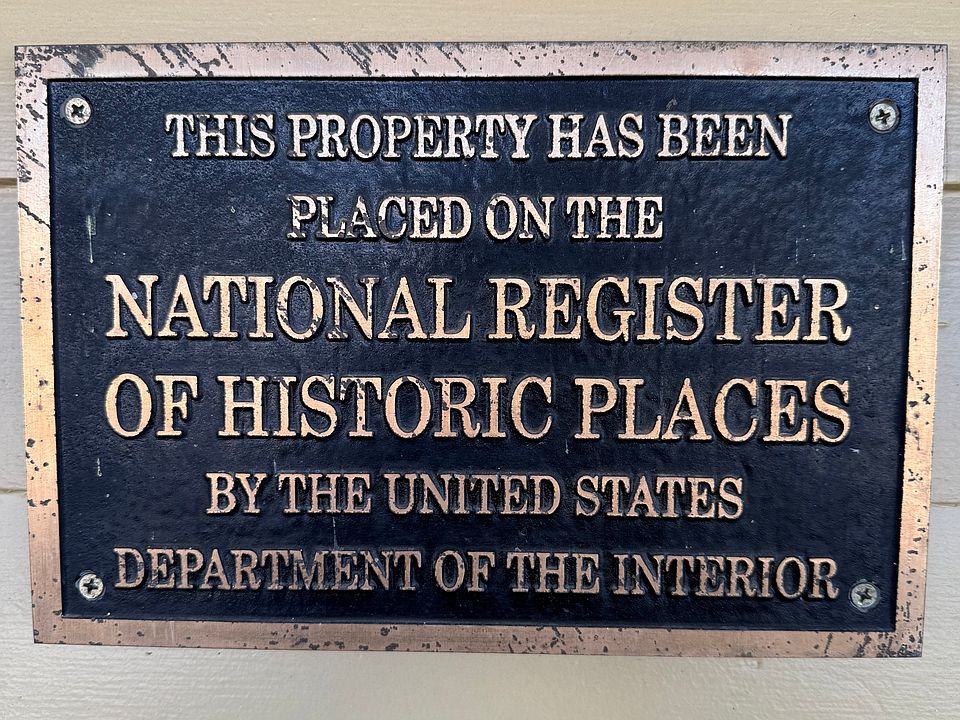 THIS PROPERTY HAS BEEN
PLACED ON THE
NATIONAL REGISTER
OF HISTORIC PLACES
BY THE UNITED STATES
DEPARTMENT OF THE INTERIOR